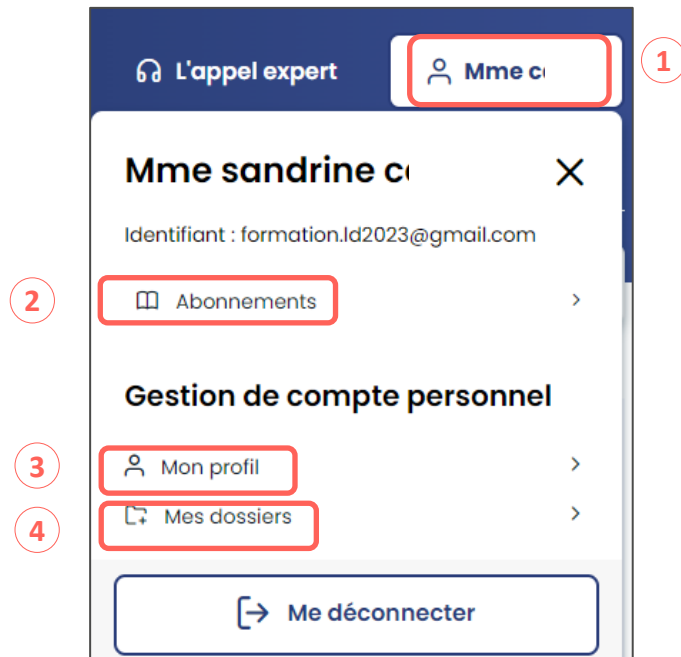 L'appel expert
Mme c
1
Mme sandrine c
Identifiant : formation.ld2023@gmail.com
2
Abonnements
Gestion de compte personnel
3
Mon profil
4
Mes dossiers
Me déconnecter